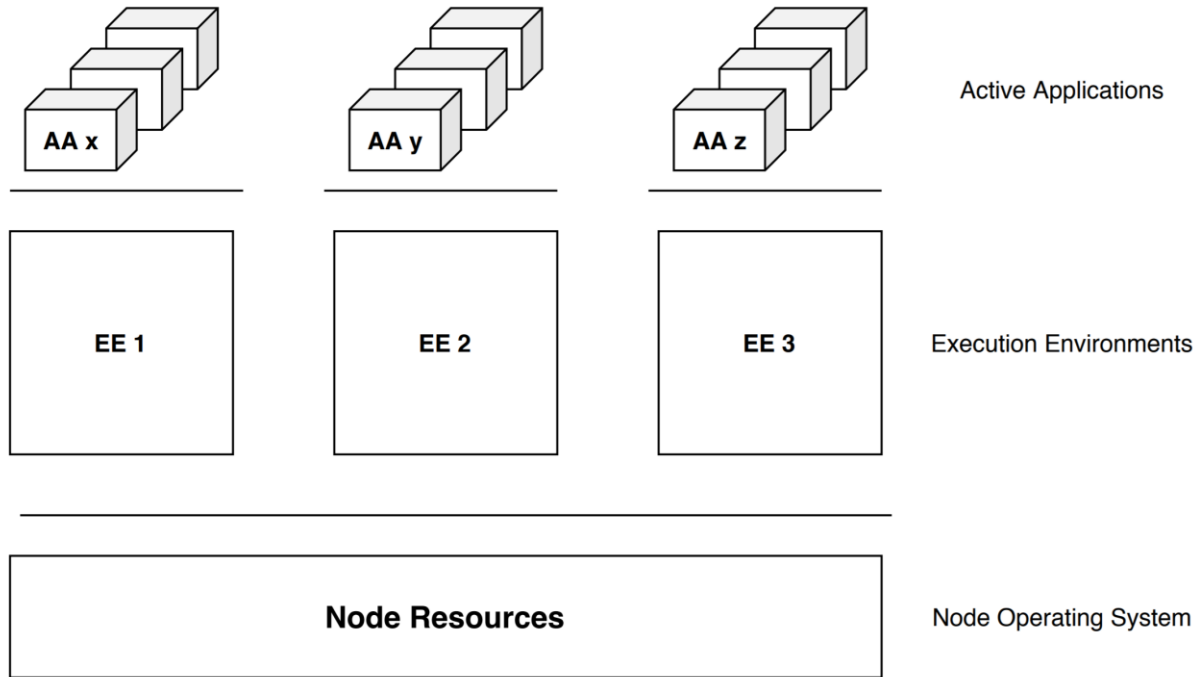 AA x
AA y
AA z
Active Applications
EE 1
EE 2
EE 3
Execution Environments
Node Resources
Node Operating System